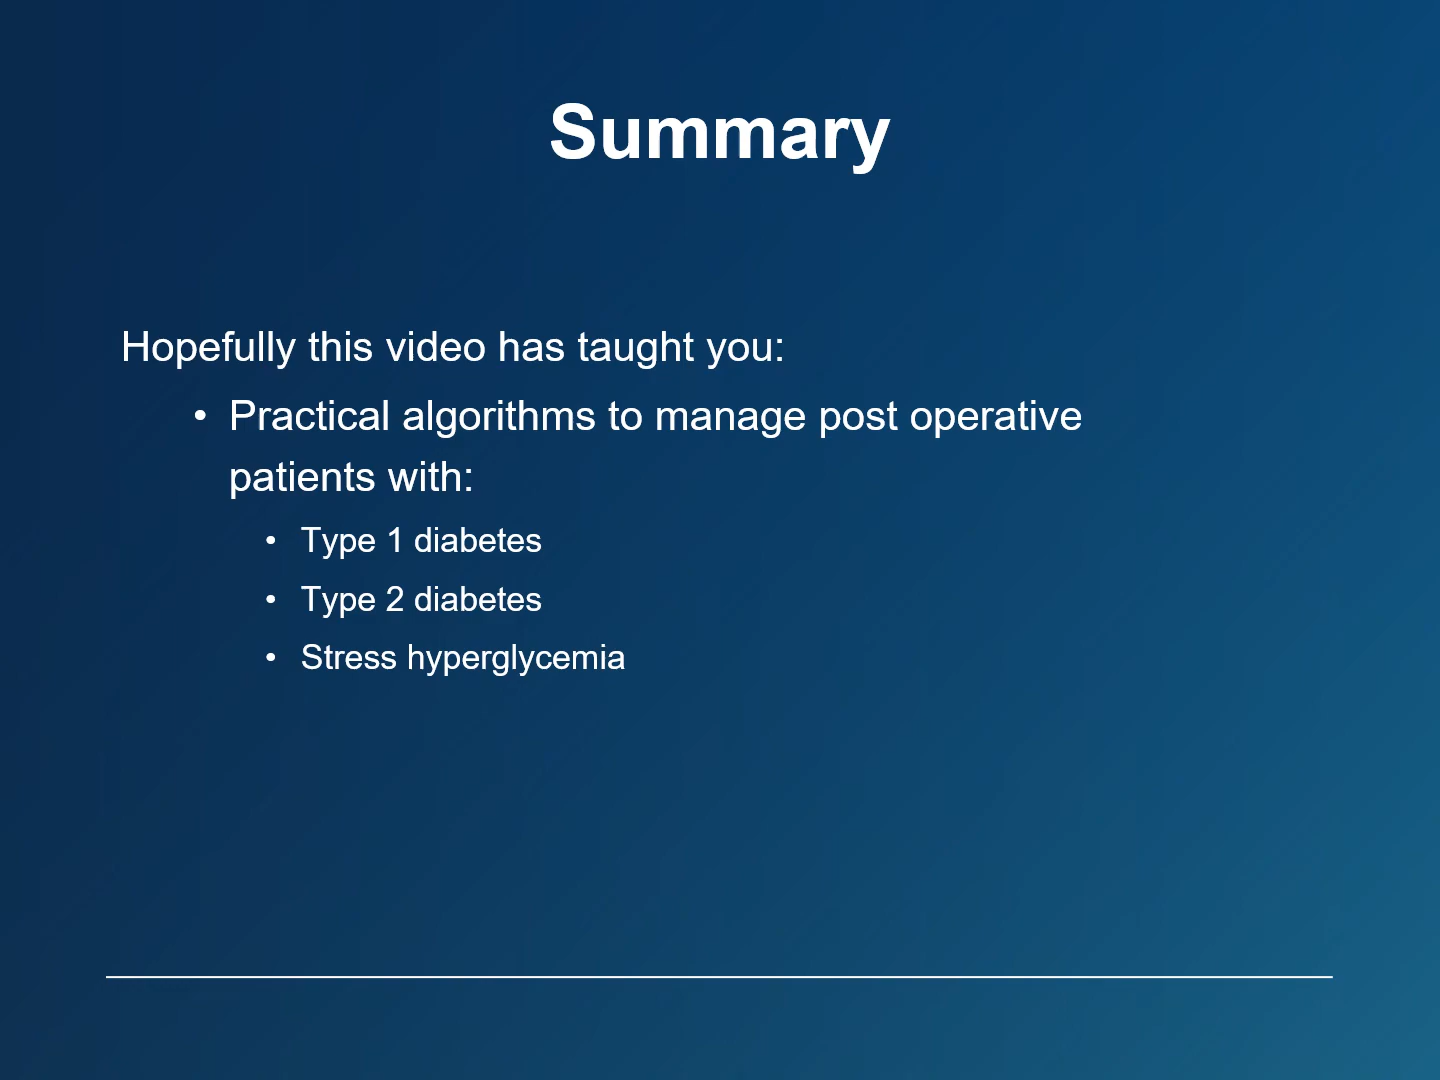 Summary
Hopefully this video has taught you:
• Practical algorithms to manage post operative
patients with:
• Type 1 diabetes
• Type 2 diabetes
• Stress hyperglycemia